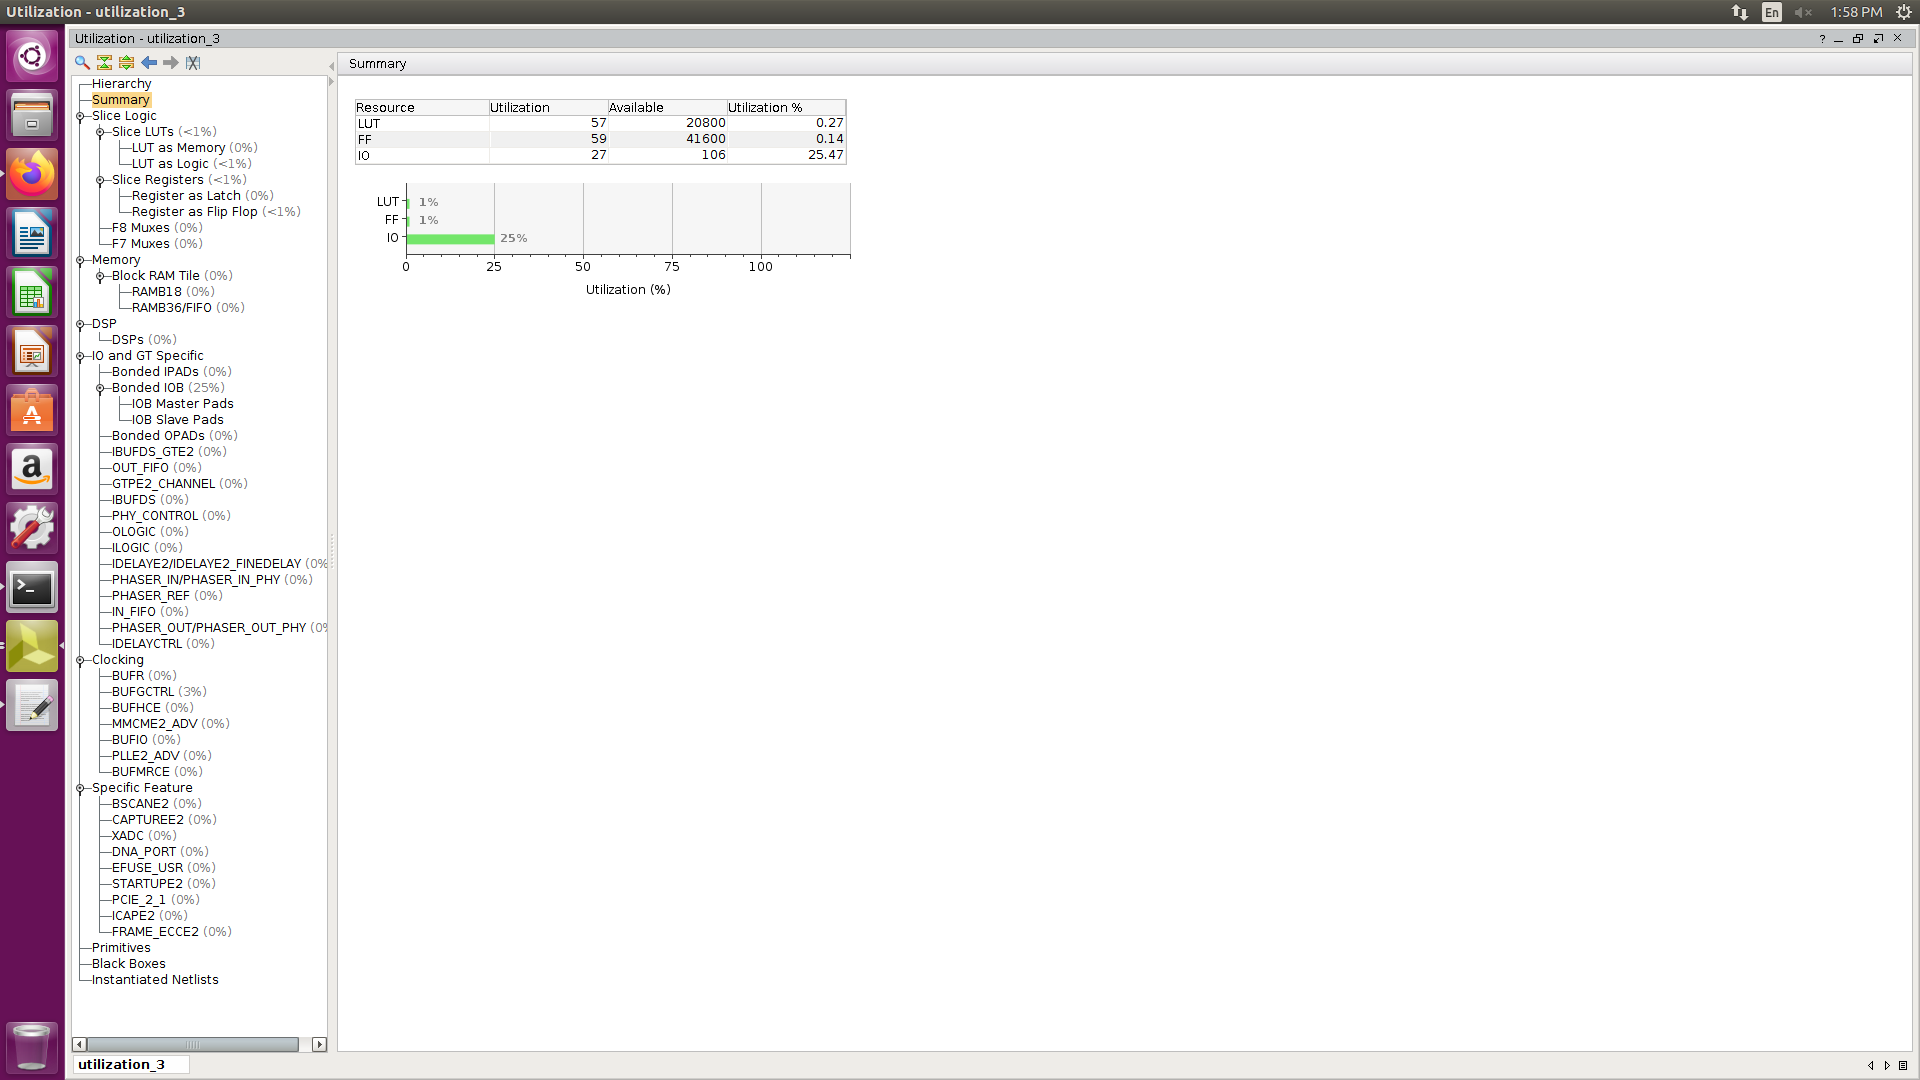 Utilization - utilization_3
En
1:58 PM
Utilization - utilization_3
?
Hierarchy
Summary
Slice Logic
Slice LUTs (<1%)
LUT as Memory (0%)
LUT as Logic (<1%)
Slice Registers (<1%)
Register as Latch (0%)
Register as Flip Flop (<1%)
F8 Muxes (0%)
F7 Muxes (0%)
Memory
Block RAM Tile (0%)
RAMB18 (0%)
RAMB36/FIFO (0%)
DSP
DSPs (0%)
IO and GT Specific
Bonded IPADs (0%)
Bonded IOB (25%)
IOB Master Pads
IOB Slave Pads
Bonded OPADs (0%)
IBUFDS_GTE2 (0%)
OUT_FIFO (0%)
GTPE2_CHANNEL (0%)
IBUFDS (0%)
PHY_CONTROL (0%)
OLOGIC (0%)
ILOGIC (0%)
IDELAYE2/IDELAYE2_FINEDELAY (0%
PHASER_IN/PHASER_IN_PHY (0%)
PHASER_REF (0%)
IN_FIFO (0%)
PHASER_OUT/PHASER_OUT_PHY (0%
IDELAYCTRL (0%)
Clocking
BUFR (0%)
BUFGCTRL (3%)
BUFHCE (0%)
MMCME2_ADV (0%)
BUFIO (0%)
PLLE2_ADV (0%)
BUFMRCE (0%)
Specific Feature
BSCANE2 (0%)
CAPTUREE2 (0%)
XADC (0%)
DNA_PORT (0%)
EFUSE_USR (0%)
STARTUPE2 (0%)
PCIE_2_1 (0%)
ICAPE2 (0%)
FRAME_ECCE2 (0%)
Primitives
Black Boxes
Instantiated Netlists
utilization_3
Summary
Resource Utilization Available Utilization %
LUT 57 20800 0.27
FF 59 41600 0.14
IO 27 106 25.47
LUT 1%
FF 1%
IO 25%
0 25 50 75 100
Utilization (%)